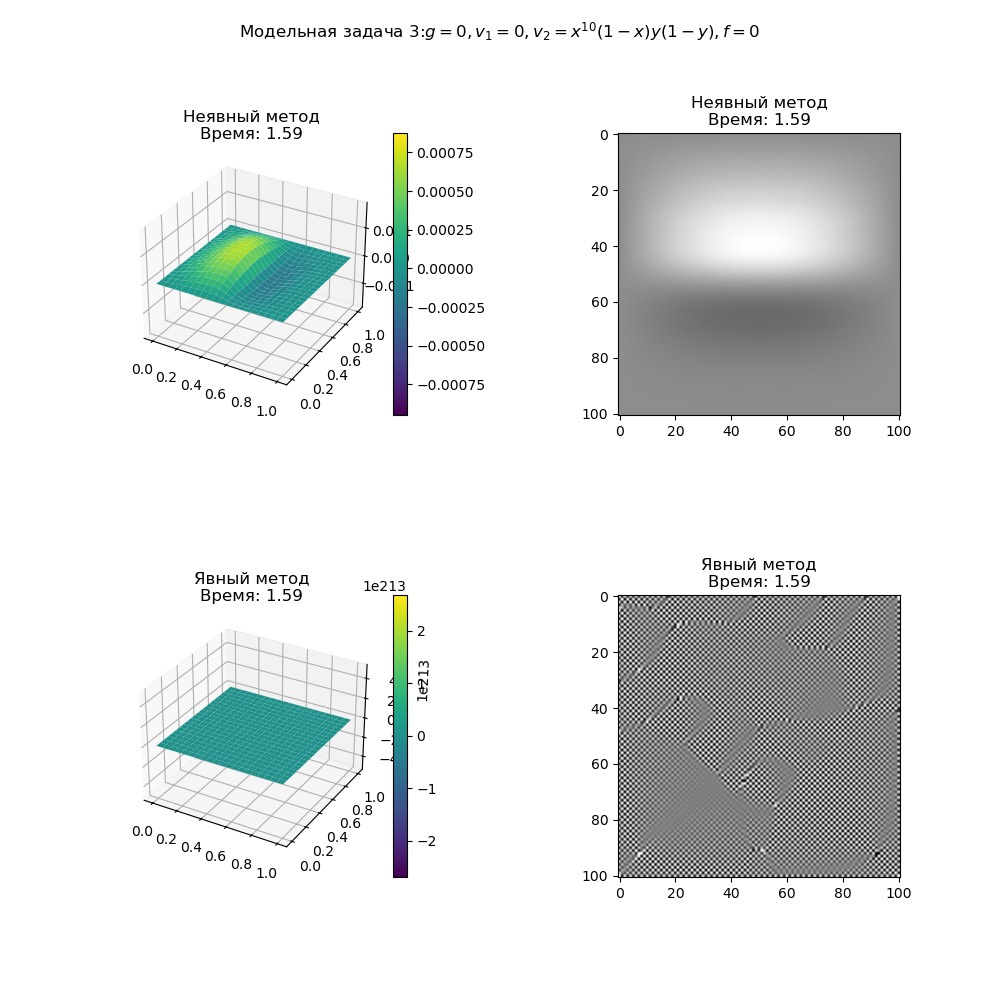 Модельная задача 3:g = 0, v₁ = 0, v₂ = x¹⁰(1 − x)y(1 − y), f = 0
Неявный метод
Время: 1.59
0.0 0.2 0.4 0.6 0.8 1.0
0.0 0.2 0.4 0.6 0.8 1.0
0.00075
0.00050
0.00025
0.00000
−0.00025
−0.00050
−0.00075
Неявный метод
Время: 1.59
0
20
40
60
80
100
0 20 40 60 80 100
Явный метод
Время: 1.59
0.0 0.2 0.4 0.6 0.8 1.0
0.0 0.2 0.4 0.6 0.8 1.0
1e213
1e213
2
1
0
−1
−2
Явный метод
Время: 1.59
0
20
40
60
80
100
0 20 40 60 80 100